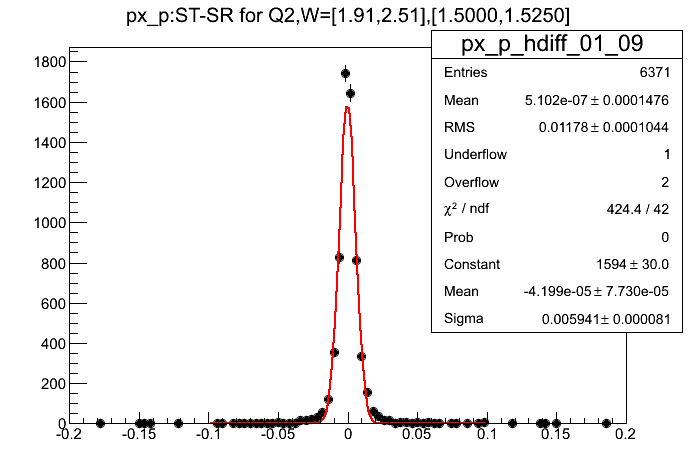 px_p:ST-SR for Q2,W=[1.91,2.51],[1.5000,1.5250]
px_p_hdiff_01_09
Entries 6371
Mean 5.102e-07 ± 0.0001476
RMS 0.01178 ± 0.0001044
Underflow 1
Overflow 2
χ² / ndf 424.4 / 42
Prob 0
Constant 1594 ± 30.0
Mean -4.199e-05 ± 7.730e-05
Sigma 0.005941 ± 0.000081
1800
1600
1400
1200
1000
800
600
400
200
0
-0.2 -0.15 -0.1 -0.05 0 0.05 0.1 0.15 0.2